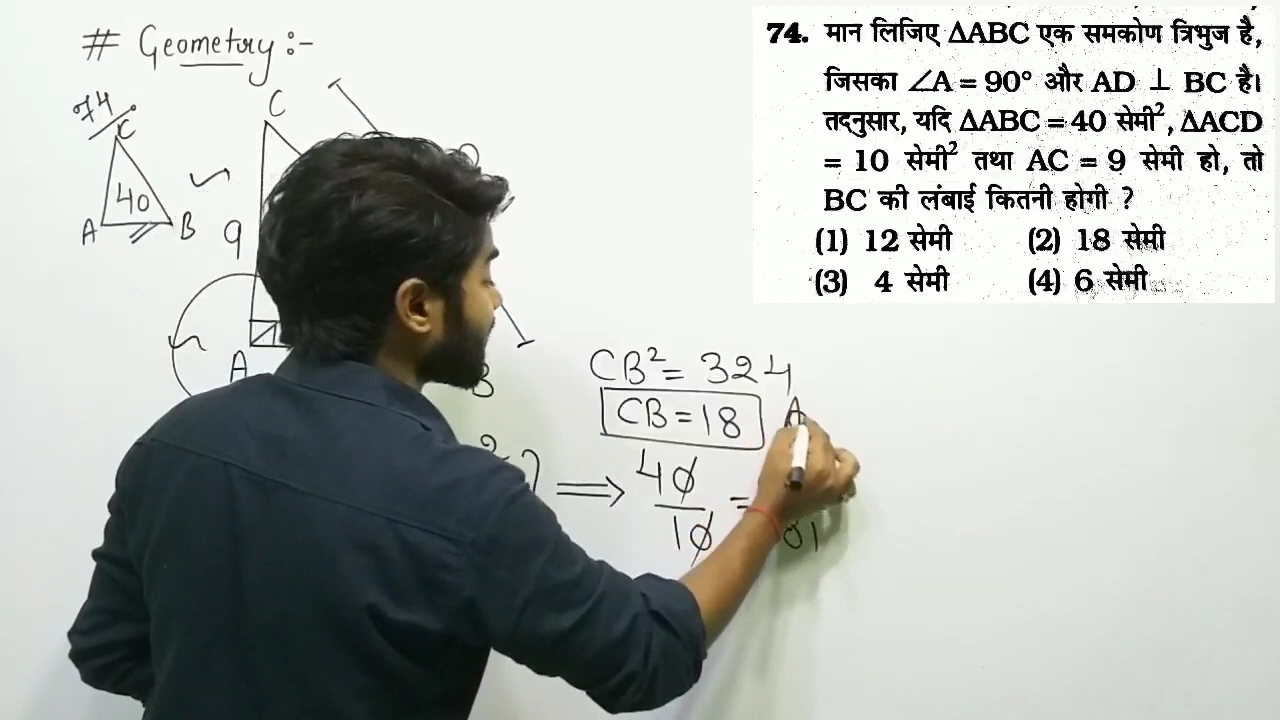 # Geometry :-
74.
C
40
A B
C
9
A
B
CB² = 324
CB = 18 A
2
⟹ 40/10 =
81
74. मान लिजिए ΔABC एक समकोण त्रिभुज है,
जिसका ∠A = 90° और AD ⊥ BC है।
तद्नुसार, यदि ΔABC = 40 सेमी², ΔACD
= 10 सेमी² तथा AC = 9 सेमी हो, तो
BC की लंबाई कितनी होगी ?
(1) 12 सेमी (2) 18 सेमी
(3) 4 सेमी (4) 6 सेमी